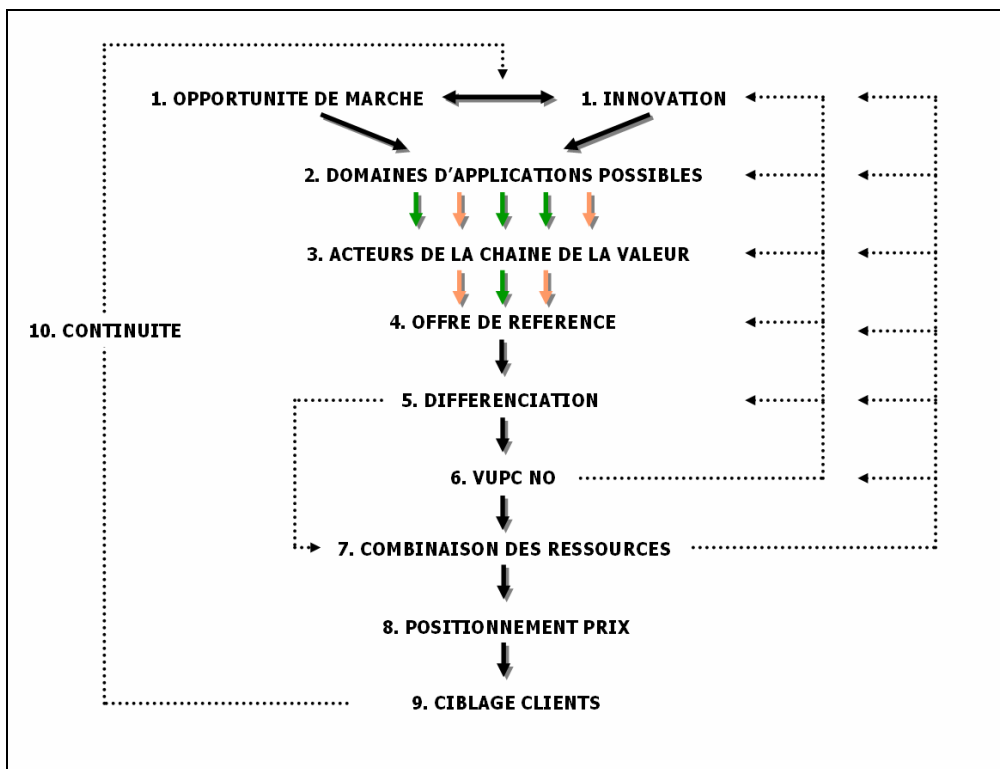 1. OPPORTUNITE DE MARCHE
1. INNOVATION
2. DOMAINES D'APPLICATIONS POSSIBLES
3. ACTEURS DE LA CHAINE DE LA VALEUR
4. OFFRE DE REFERENCE
10. CONTINUITE
5. DIFFERENCIATION
6. VUPC NO
7. COMBINAISON DES RESSOURCES
8. POSITIONNEMENT PRIX
9. CIBLAGE CLIENTS